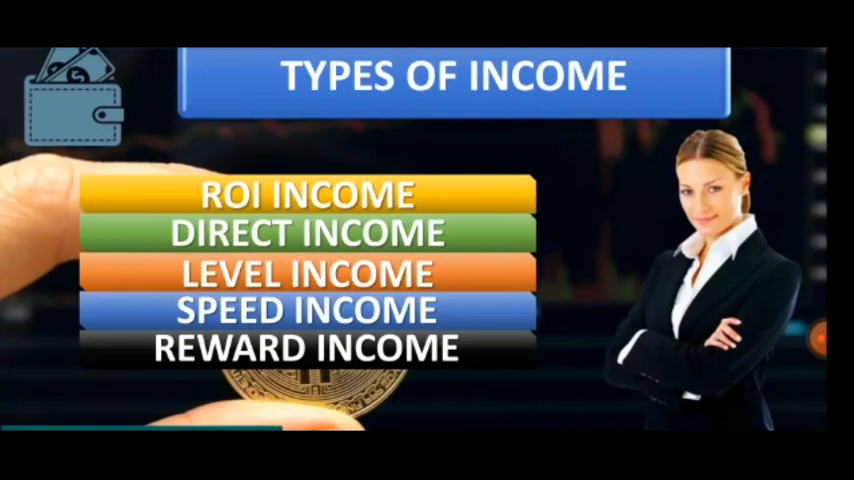 TYPES OF INCOME
ROI INCOME
DIRECT INCOME
LEVEL INCOME
SPEED INCOME
REWARD INCOME